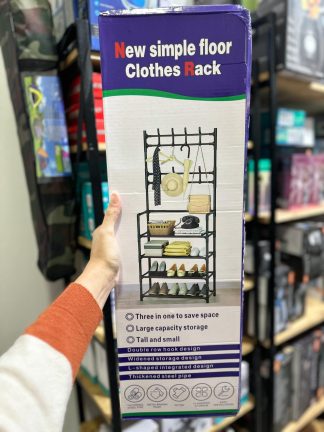 New simple floor
Clothes Rack
Three in one to save space
Large capacity storage
Tall and small
Double row hook design
Widened storage design
L-shaped integrated design
Thickened steel pipe